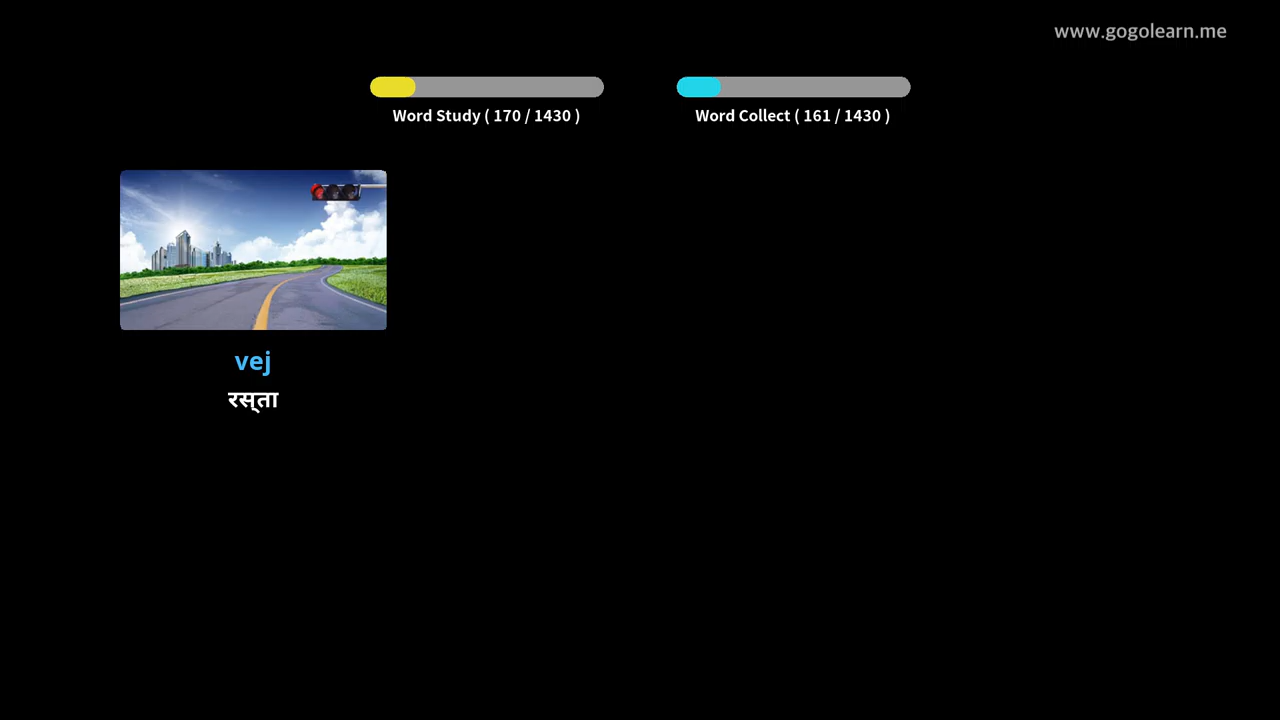 www.gogolearn.me
Word Study ( 170 / 1430 )
Word Collect ( 161 / 1430 )
vej
रस्ता